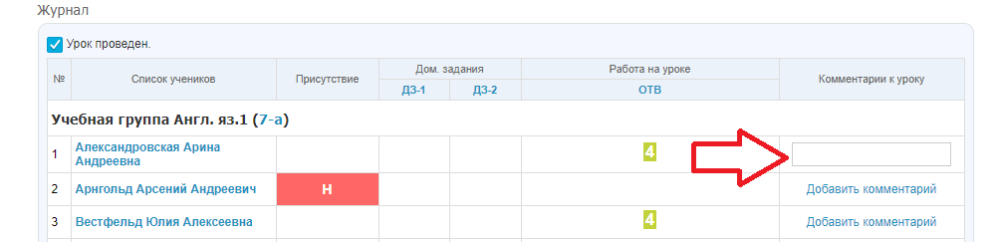 Журнал
Урок проведен.
№ Список учеников Присутствие Дом. задания Работа на уроке Комментарии к уроку
ДЗ-1 ДЗ-2 ОТВ
Учебная группа Англ. яз.1 (7-а)
1 Александровская Арина Андреевна 4
2 Арнгольд Арсений Андреевич Н Добавить комментарий
3 Вестфельд Юлия Алексеевна 4 Добавить комментарий